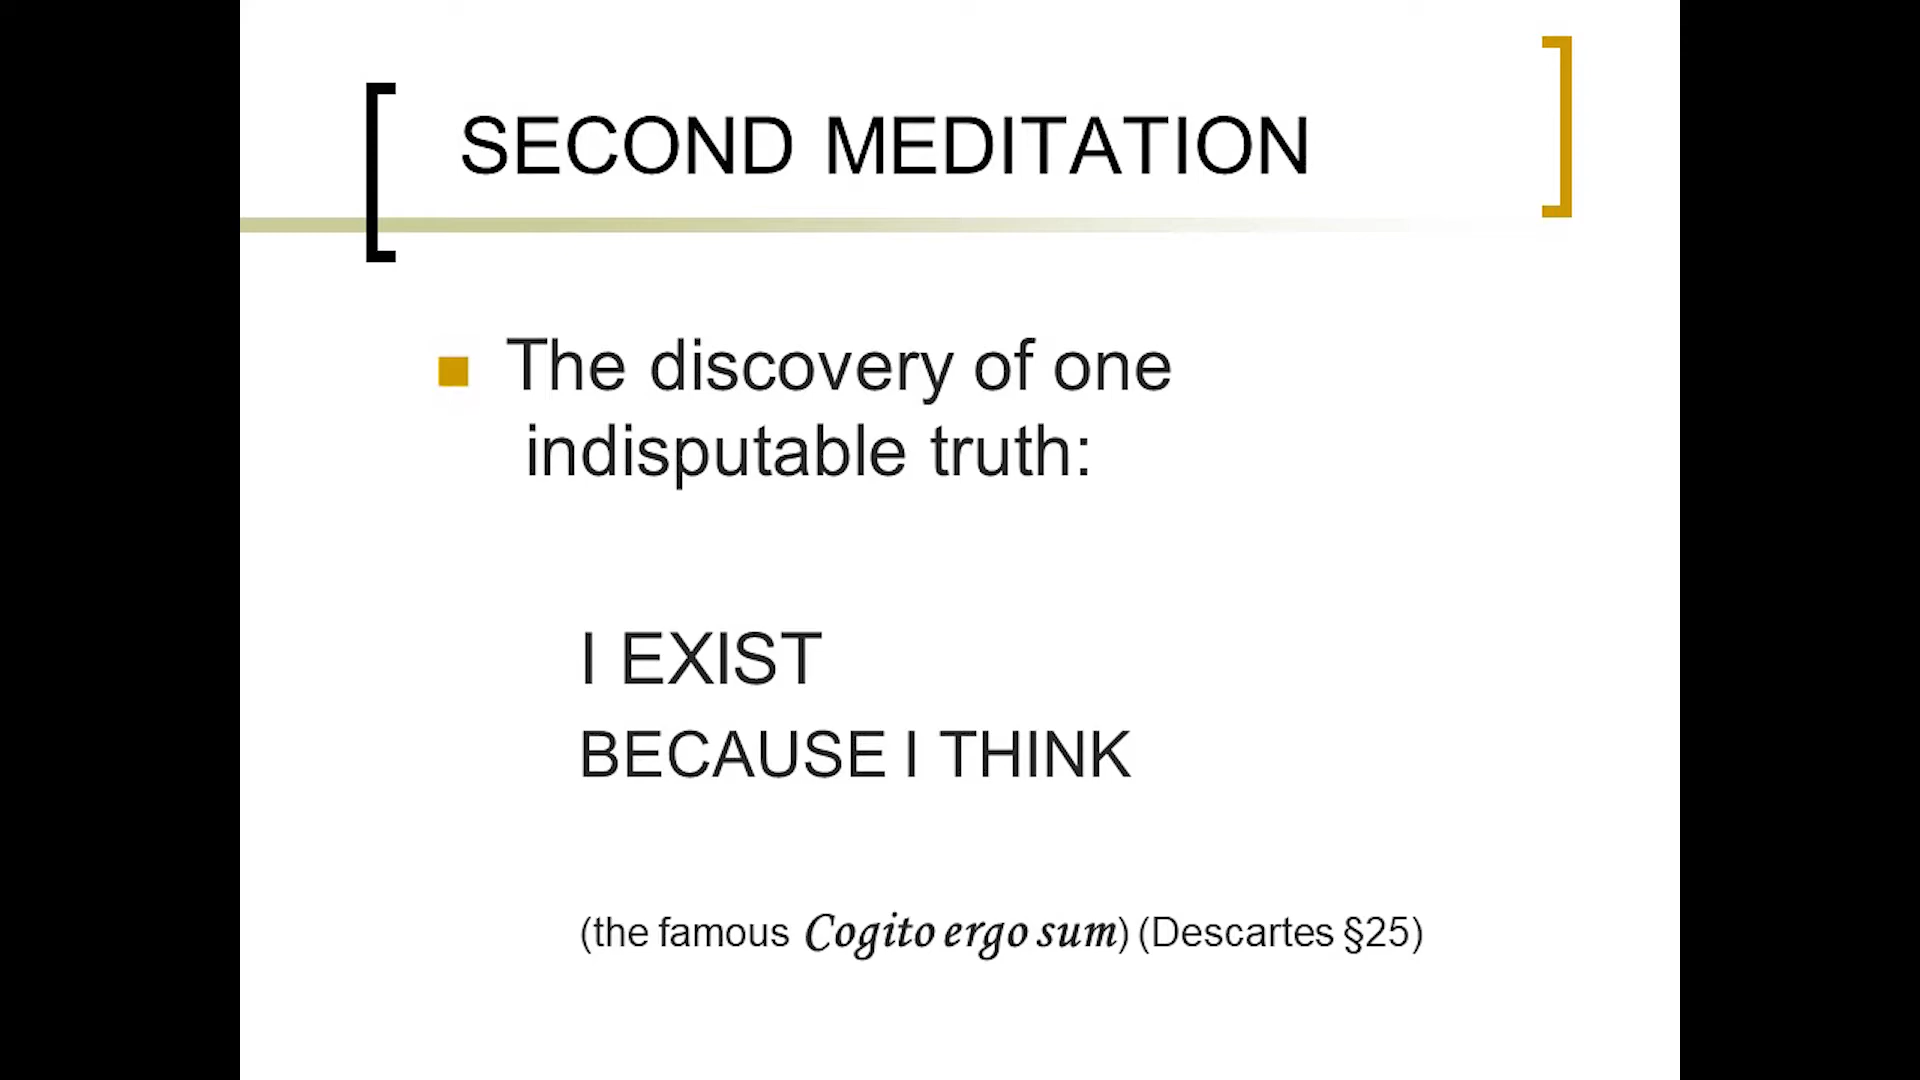 SECOND MEDITATION
The discovery of one
indisputable truth:
I EXIST
BECAUSE I THINK
(the famous Cogito ergo sum) (Descartes §25)